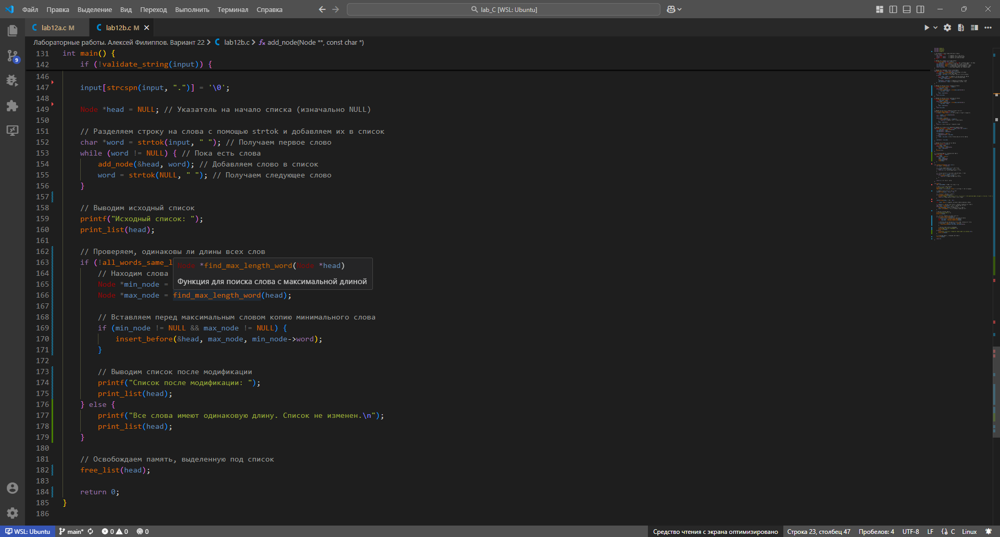 Файл Правка Выделение Вид Переход Выполнить Терминал Справка
lab_C [WSL: Ubuntu]
lab12a.c M
lab12b.c M
Лабораторные работы. Алексей Филиппов. Вариант 22 > lab12b.c > add_node(Node **, const char *)
131 int main() {
142 if (!validate_string(input)) {
146
147 input[strcspn(input, ".")] = '\0';
148
149 Node *head = NULL; // Указатель на начало списка (изначально NULL)
150
151 // Разделяем строку на слова с помощью strtok и добавляем их в список
152 char *word = strtok(input, " "); // Получаем первое слово
153 while (word != NULL) { // Пока есть слова
154 add_node(&head, word); // Добавляем слово в список
155 word = strtok(NULL, " "); // Получаем следующее слово
156 }
157
158 // Выводим исходный список
159 printf("Исходный список: ");
160 print_list(head);
161
162 // Проверяем, одинаковы ли длины всех слов
163 if (!all_words_same_l
Node *find_max_length_word(Node *head)
164 // Находим слова
Функция для поиска слова с максимальной длиной
165 Node *min_node =
166 Node *max_node = find_max_length_word(head);
167
168 // Вставляем перед максимальным словом копию минимального слова
169 if (min_node != NULL && max_node != NULL) {
170 insert_before(&head, max_node, min_node->word);
171 }
172
173 // Выводим список после модификации
174 printf("Список после модификации: ");
175 print_list(head);
176 } else {
177 printf("Все слова имеют одинаковую длину. Список не изменен.\n");
178 print_list(head);
179 }
180
181 // Освобождаем память, выделенную под список
182 free_list(head);
183
184 return 0;
185 }
186
9
WSL: Ubuntu main* 0 0 0
Средство чтения с экрана оптимизировано Строка 23, столбец 47 Пробелов: 4 UTF-8 LF {} C Linux